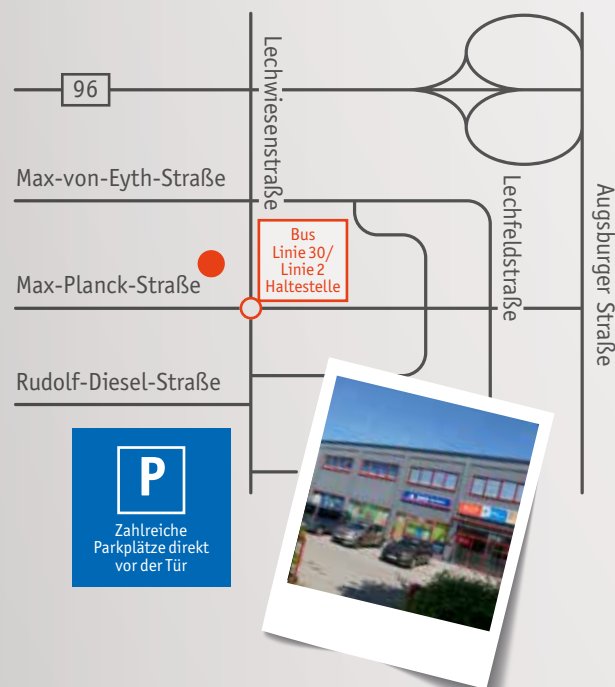 96
Lechwiesenstraße
Max-von-Eyth-Straße
Lechfeldstraße
Augsburger Straße
Bus
Linie 30/
Linie 2
Haltestelle
Max-Planck-Straße
Rudolf-Diesel-Straße
P
Zahlreiche
Parkplätze direkt
vor der Tür